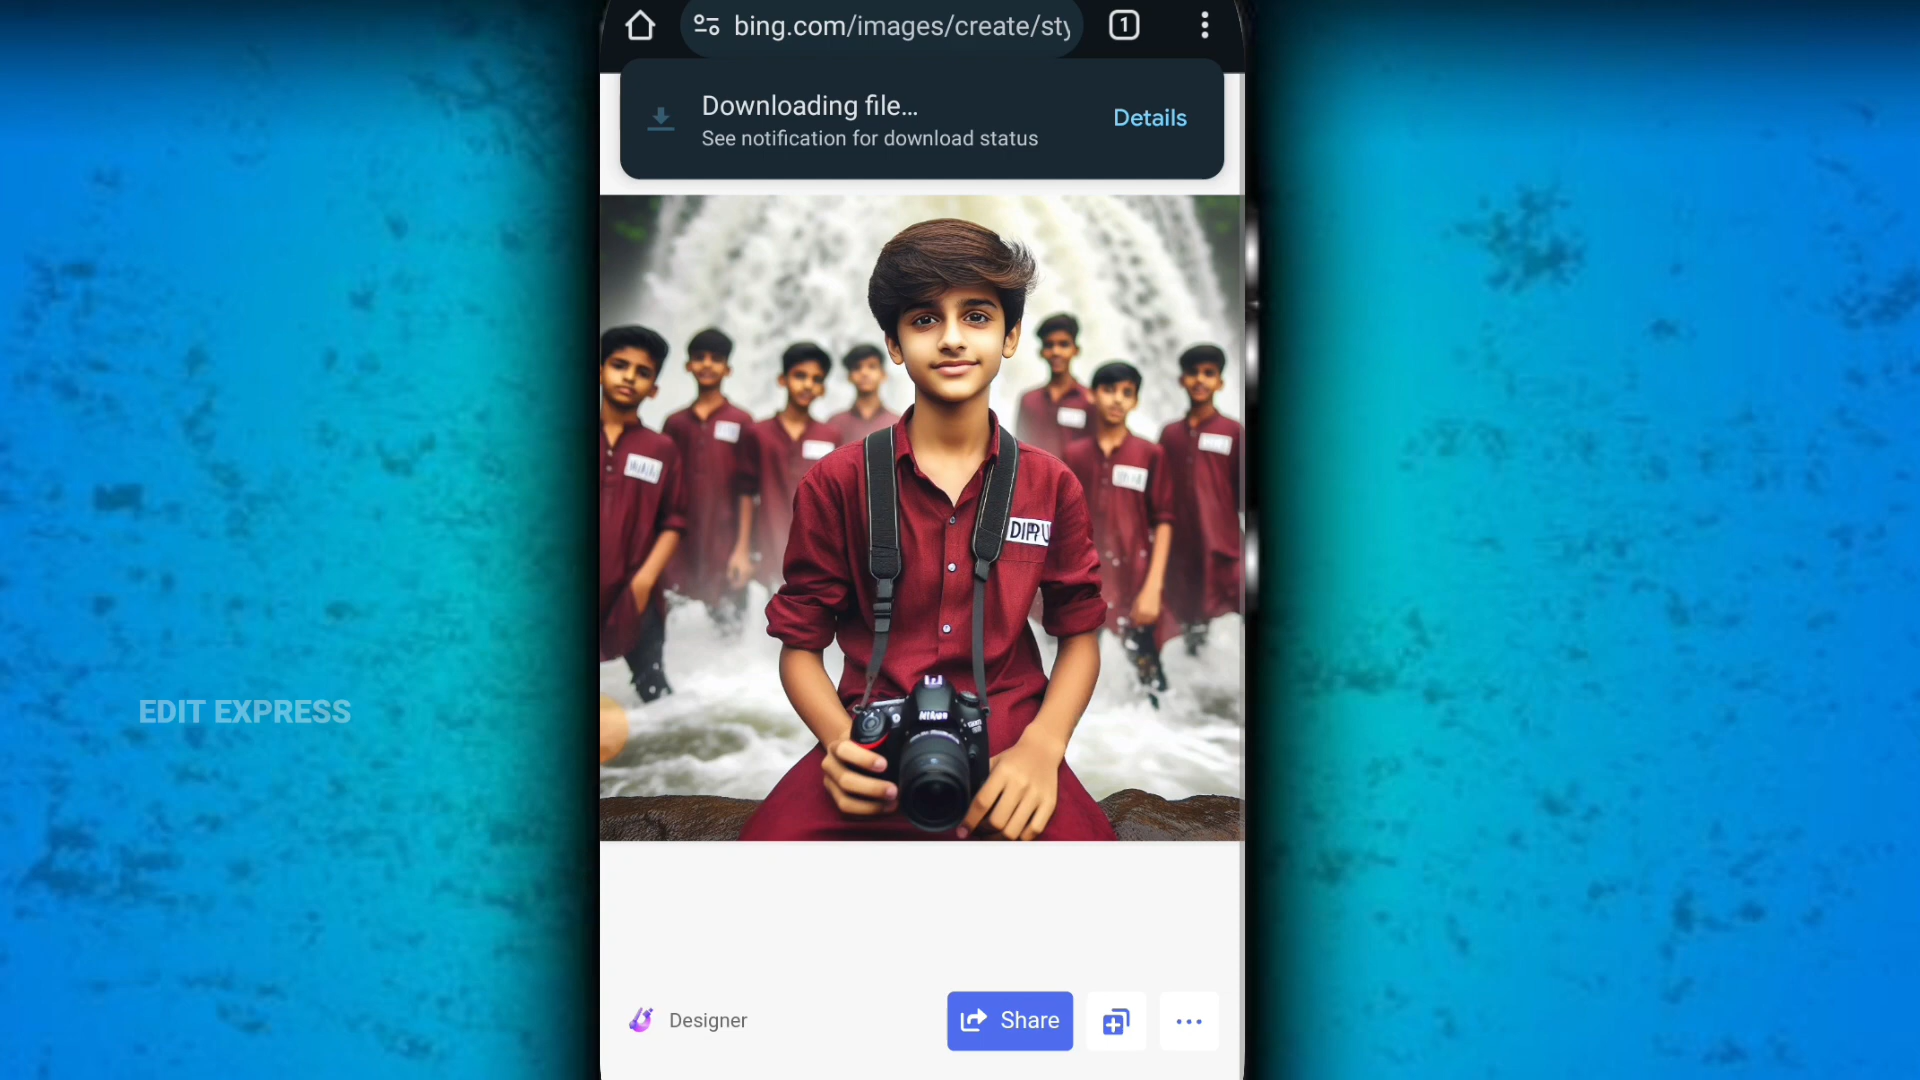 bing.com/images/create/sty
1
Downloading file...
See notification for download status
Details
DIPPU
NIKON
EDIT EXPRESS
Designer
Share